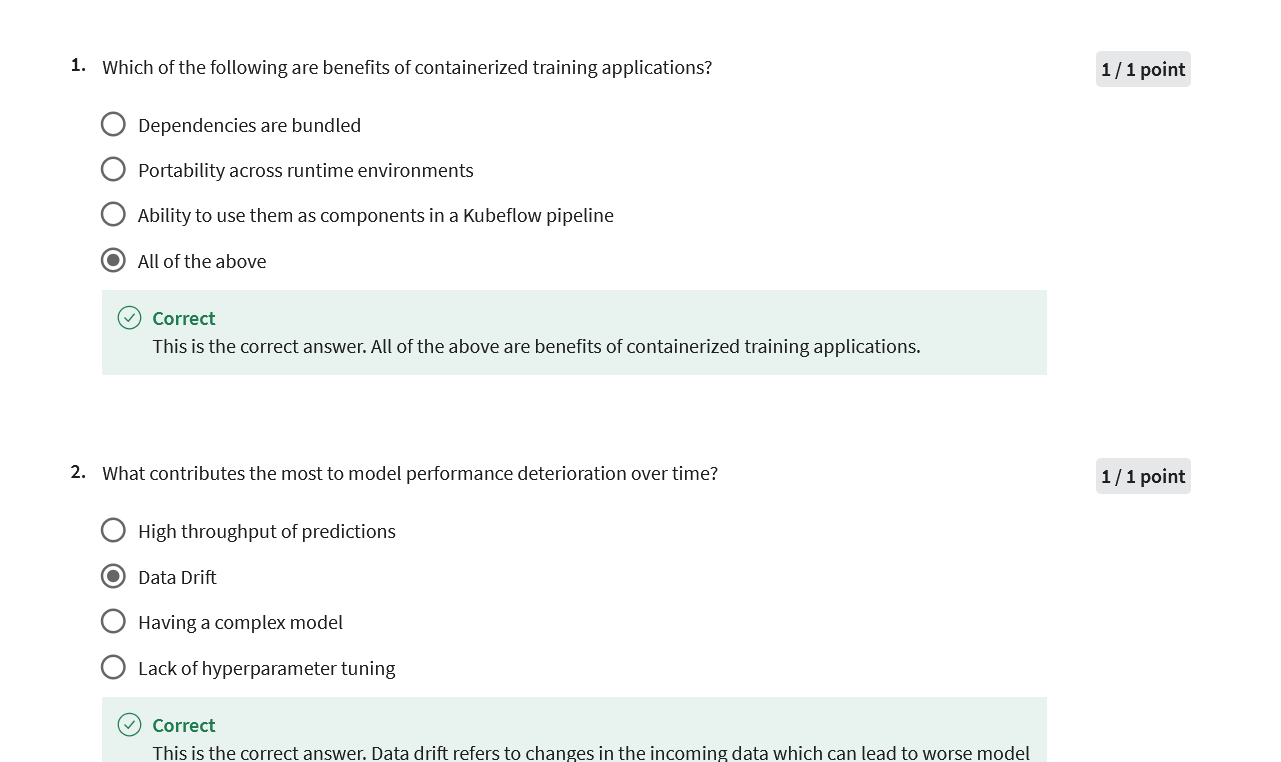 1. Which of the following are benefits of containerized training applications?
1 / 1 point
Dependencies are bundled
Portability across runtime environments
Ability to use them as components in a Kubeflow pipeline
All of the above
Correct
This is the correct answer. All of the above are benefits of containerized training applications.
2. What contributes the most to model performance deterioration over time?
1 / 1 point
High throughput of predictions
Data Drift
Having a complex model
Lack of hyperparameter tuning
Correct
This is the correct answer. Data drift refers to changes in the incoming data which can lead to worse model